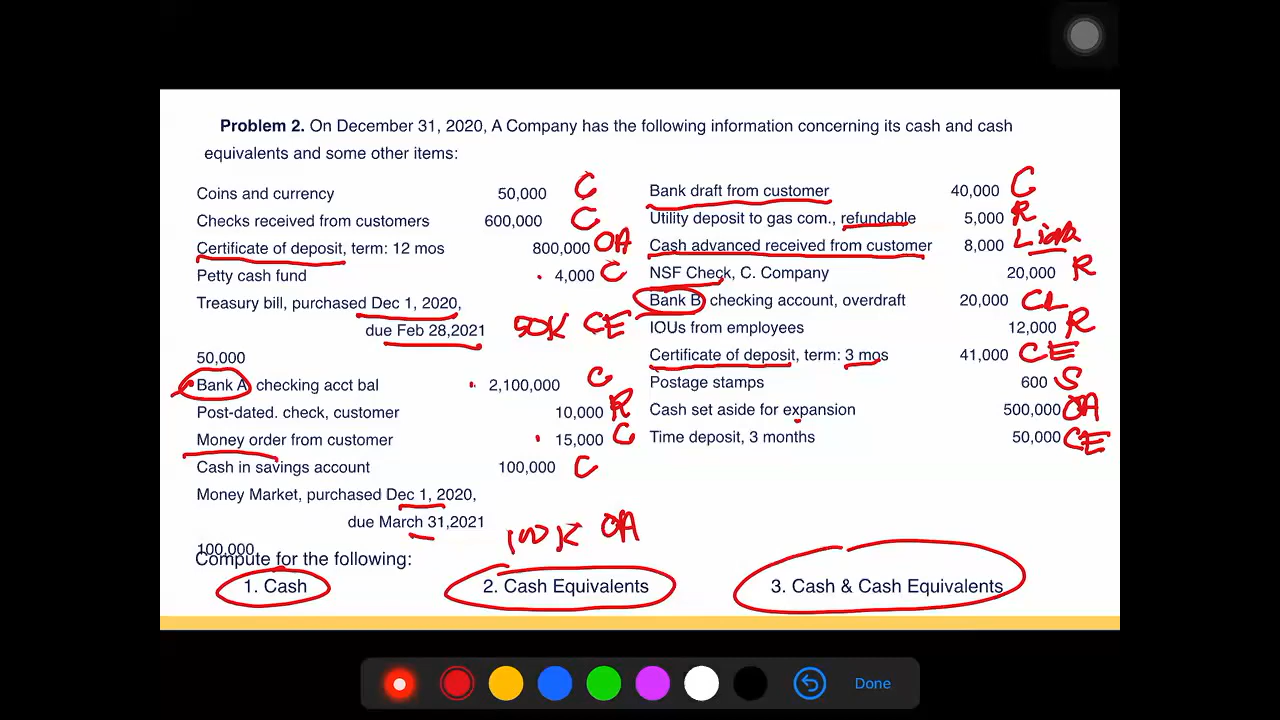 Problem 2. On December 31, 2020, A Company has the following information concerning its cash and cash
equivalents and some other items:
Coins and currency 50,000 C
Checks received from customers 600,000 C
Certificate of deposit, term: 12 mos 800,000 OA
Petty cash fund 4,000 C
Treasury bill, purchased Dec 1, 2020,
due Feb 28,2021 50K CE
50,000
Bank A, checking acct bal 2,100,000 C
Post-dated. check, customer 10,000 R
Money order from customer 15,000 C
Cash in savings account 100,000 C
Money Market, purchased Dec 1, 2020,
due March 31,2021 100K OA
100,000
Bank draft from customer 40,000 C
Utility deposit to gas com., refundable 5,000 R
Cash advanced received from customer 8,000
NSF Check, C. Company 20,000 R
Bank B, checking account, overdraft 20,000 CL
IOUs from employees 12,000 R
Certificate of deposit, term: 3 mos 41,000 CE
Postage stamps 600 S
Cash set aside for expansion 500,000 OA
Time deposit, 3 months 50,000 CE
Compute for the following:
1. Cash 2. Cash Equivalents 3. Cash & Cash Equivalents
Done